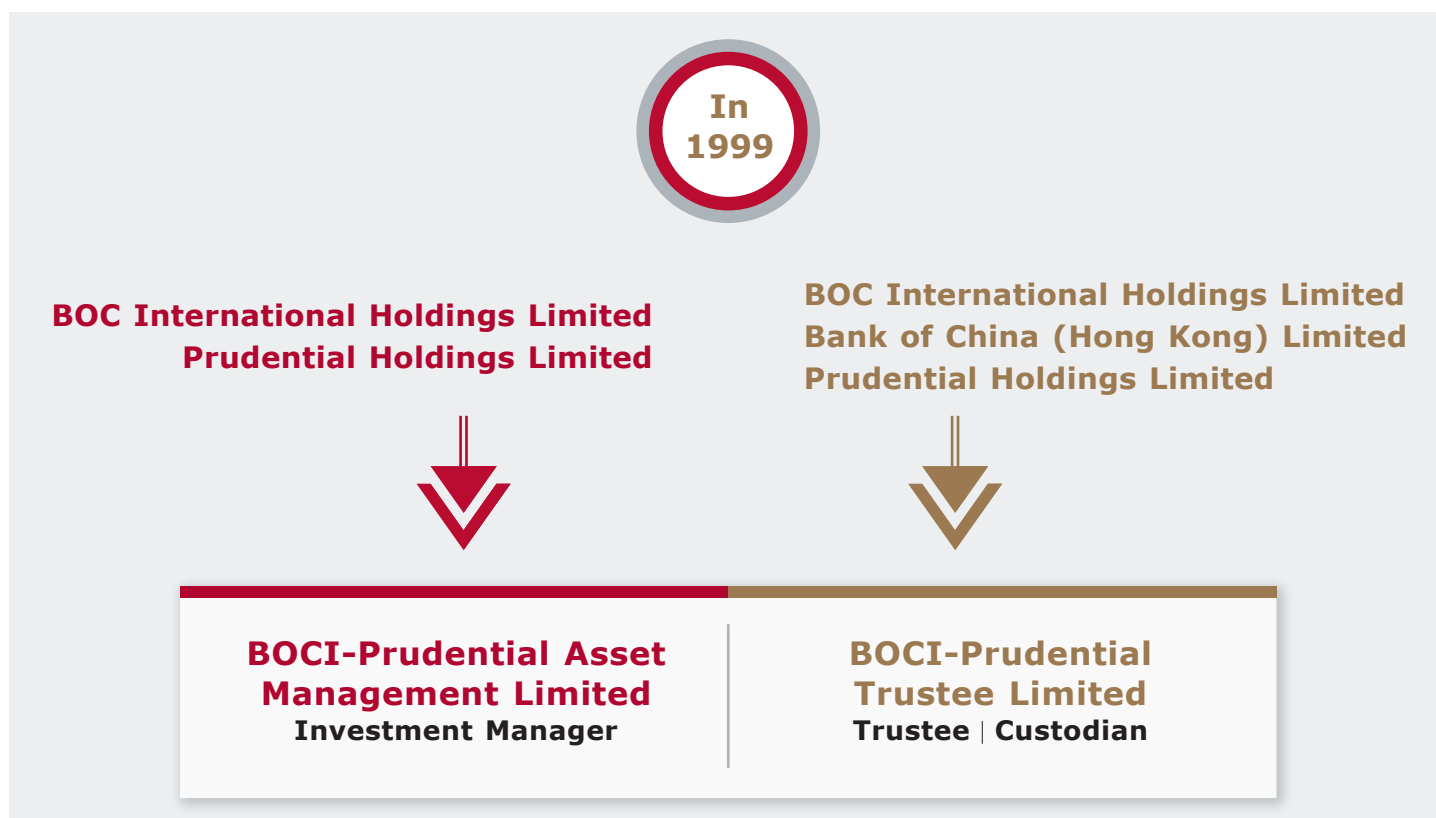 In
1999
BOC International Holdings Limited
Prudential Holdings Limited
BOC International Holdings Limited
Bank of China (Hong Kong) Limited
Prudential Holdings Limited
BOCI-Prudential Asset
Management Limited
Investment Manager
BOCI-Prudential
Trustee Limited
Trustee | Custodian